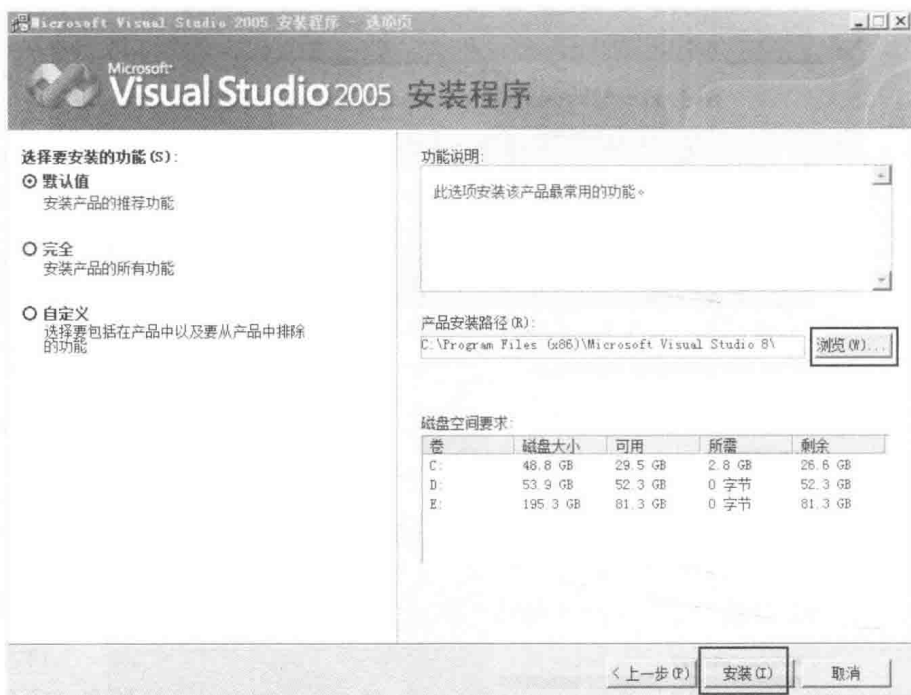 Microsoft Visual Studio 2005 安装程序 - 选项页
Microsoft
Visual Studio 2005 安装程序
选择要安装的功能(S):
默认值
安装产品的推荐功能
完全
安装产品的所有功能
自定义
选择要包括在产品中以及要从产品中排除
的功能
功能说明:
此选项安装该产品最常用的功能。
产品安装路径(R):
C:\Program Files (x86)\Microsoft Visual Studio 8\
浏览(W)...
磁盘空间要求:
卷 磁盘大小 可用 所需 剩余
C: 48.8 GB 29.5 GB 2.8 GB 26.6 GB
D: 53.9 GB 52.3 GB 0 字节 52.3 GB
E: 195.3 GB 81.3 GB 0 字节 81.3 GB
<上一步(P)
安装(I)
取消